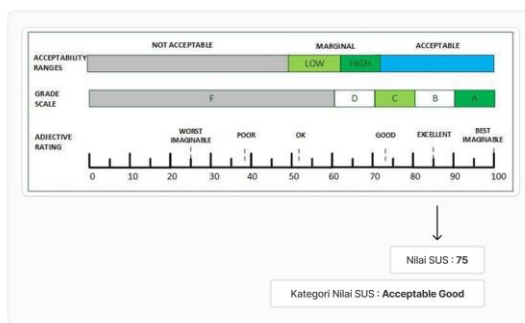 NOT ACCEPTABLE MARGINAL ACCEPTABLE
ACCEPTABILITY RANGES
LOW HIGH
GRADE SCALE
F D C B A
ADJECTIVE RATING
WORST IMAGINABLE POOR OK GOOD EXCELLENT BEST IMAGINABLE
0 10 20 30 40 50 60 70 80 90 100
Nilai SUS : 75
Kategori Nilai SUS : Acceptable Good